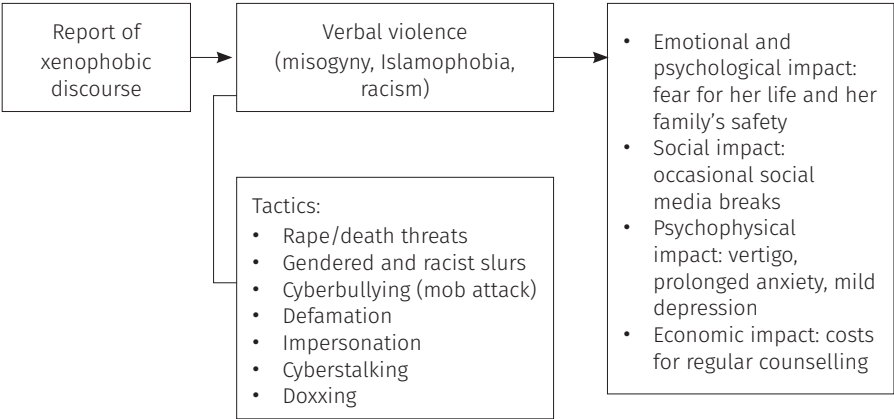 Report of
xenophobic
discourse
Verbal violence
(misogyny, Islamophobia,
racism)
Tactics:
• Rape/death threats
• Gendered and racist slurs
• Cyberbullying (mob attack)
• Defamation
• Impersonation
• Cyberstalking
• Doxxing
• Emotional and
psychological impact:
fear for her life and her
family’s safety
• Social impact:
occasional social
media breaks
• Psychophysical
impact: vertigo,
prolonged anxiety, mild
depression
• Economic impact: costs
for regular counselling